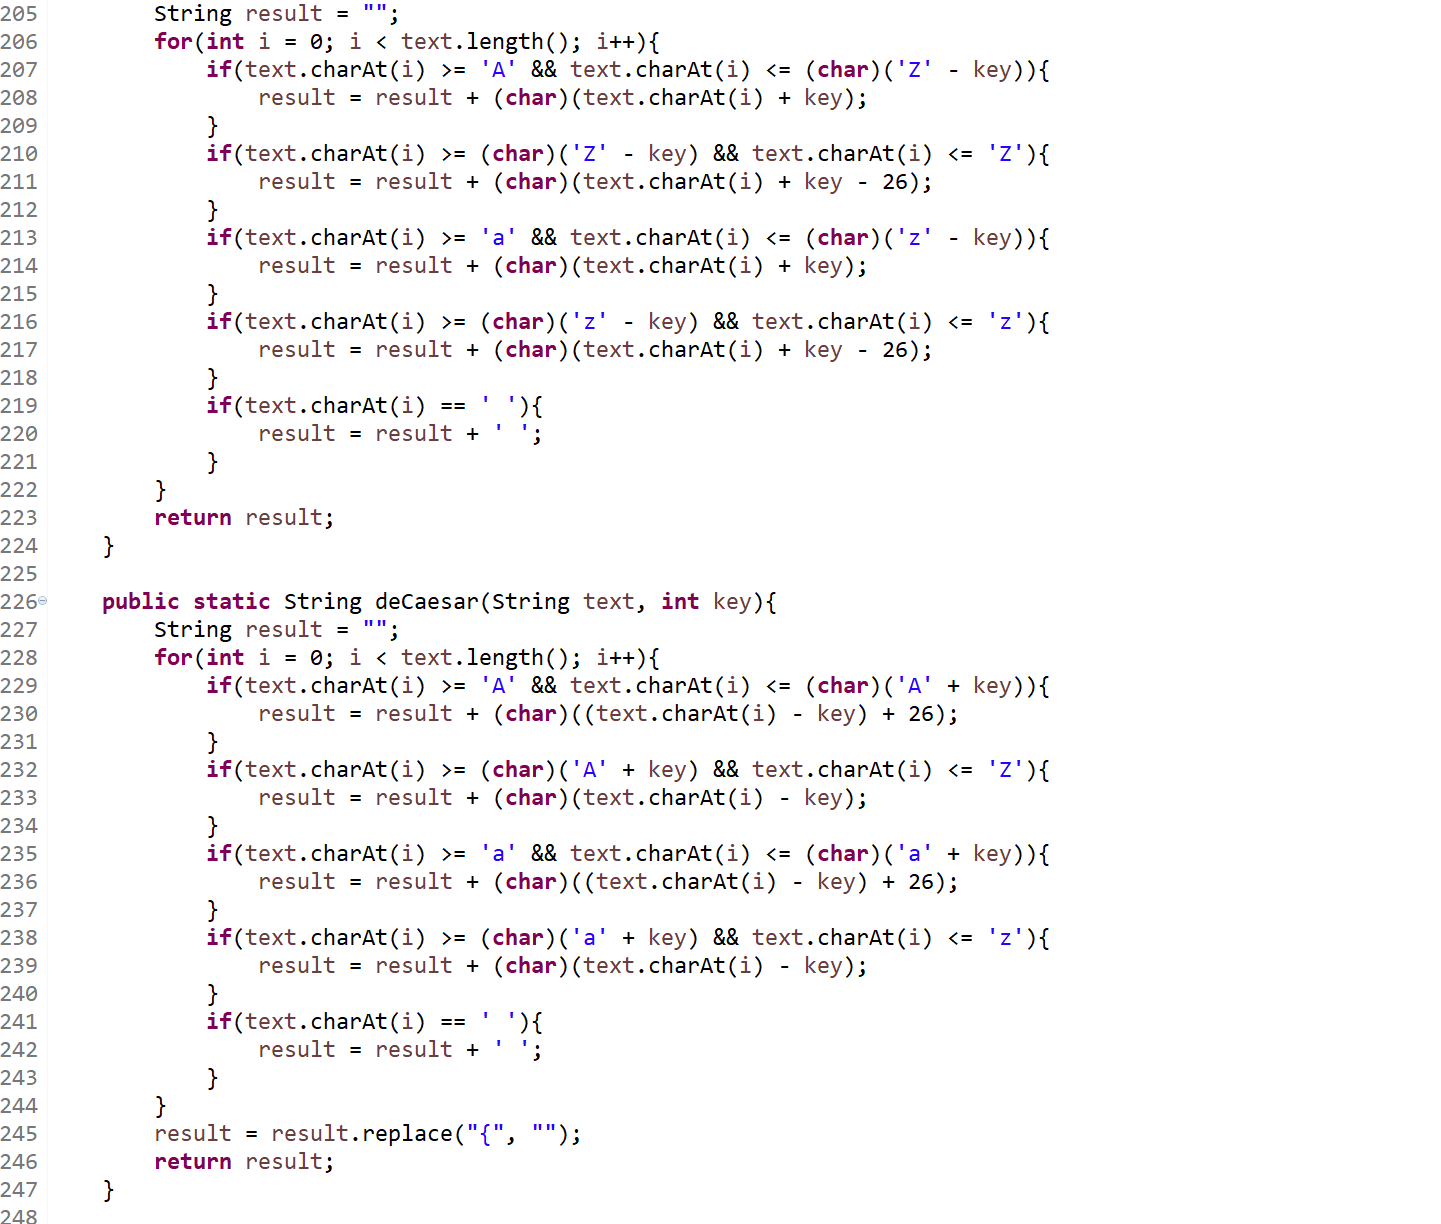 205        String result = "";
206        for(int i = 0; i < text.length(); i++){
207            if(text.charAt(i) >= 'A' && text.charAt(i) <= (char)('Z' - key)){
208                result = result + (char)(text.charAt(i) + key);
209            }
210            if(text.charAt(i) >= (char)('Z' - key) && text.charAt(i) <= 'Z'){
211                result = result + (char)(text.charAt(i) + key - 26);
212            }
213            if(text.charAt(i) >= 'a' && text.charAt(i) <= (char)('z' - key)){
214                result = result + (char)(text.charAt(i) + key);
215            }
216            if(text.charAt(i) >= (char)('z' - key) && text.charAt(i) <= 'z'){
217                result = result + (char)(text.charAt(i) + key - 26);
218            }
219            if(text.charAt(i) == ' '){
220                result = result + ' ';
221            }
222        }
223        return result;
224    }
225
226    public static String deCaesar(String text, int key){
227        String result = "";
228        for(int i = 0; i < text.length(); i++){
229            if(text.charAt(i) >= 'A' && text.charAt(i) <= (char)('A' + key)){
230                result = result + (char)((text.charAt(i) - key) + 26);
231            }
232            if(text.charAt(i) >= (char)('A' + key) && text.charAt(i) <= 'Z'){
233                result = result + (char)(text.charAt(i) - key);
234            }
235            if(text.charAt(i) >= 'a' && text.charAt(i) <= (char)('a' + key)){
236                result = result + (char)((text.charAt(i) - key) + 26);
237            }
238            if(text.charAt(i) >= (char)('a' + key) && text.charAt(i) <= 'z'){
239                result = result + (char)(text.charAt(i) - key);
240            }
241            if(text.charAt(i) == ' '){
242                result = result + ' ';
243            }
244        }
245        result = result.replace("{", "");
246        return result;
247    }
248